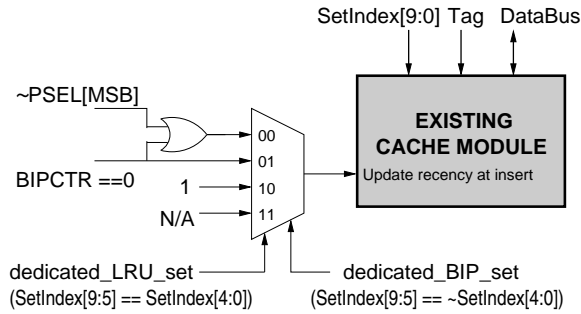 SetIndex[9:0] Tag DataBus
~PSEL[MSB]
EXISTING
CACHE MODULE
Update recency at insert
00
01
BIPCTR ==0
1
10
N/A
11
dedicated_LRU_set
(SetIndex[9:5] == SetIndex[4:0])
dedicated_BIP_set
(SetIndex[9:5] == ~SetIndex[4:0])